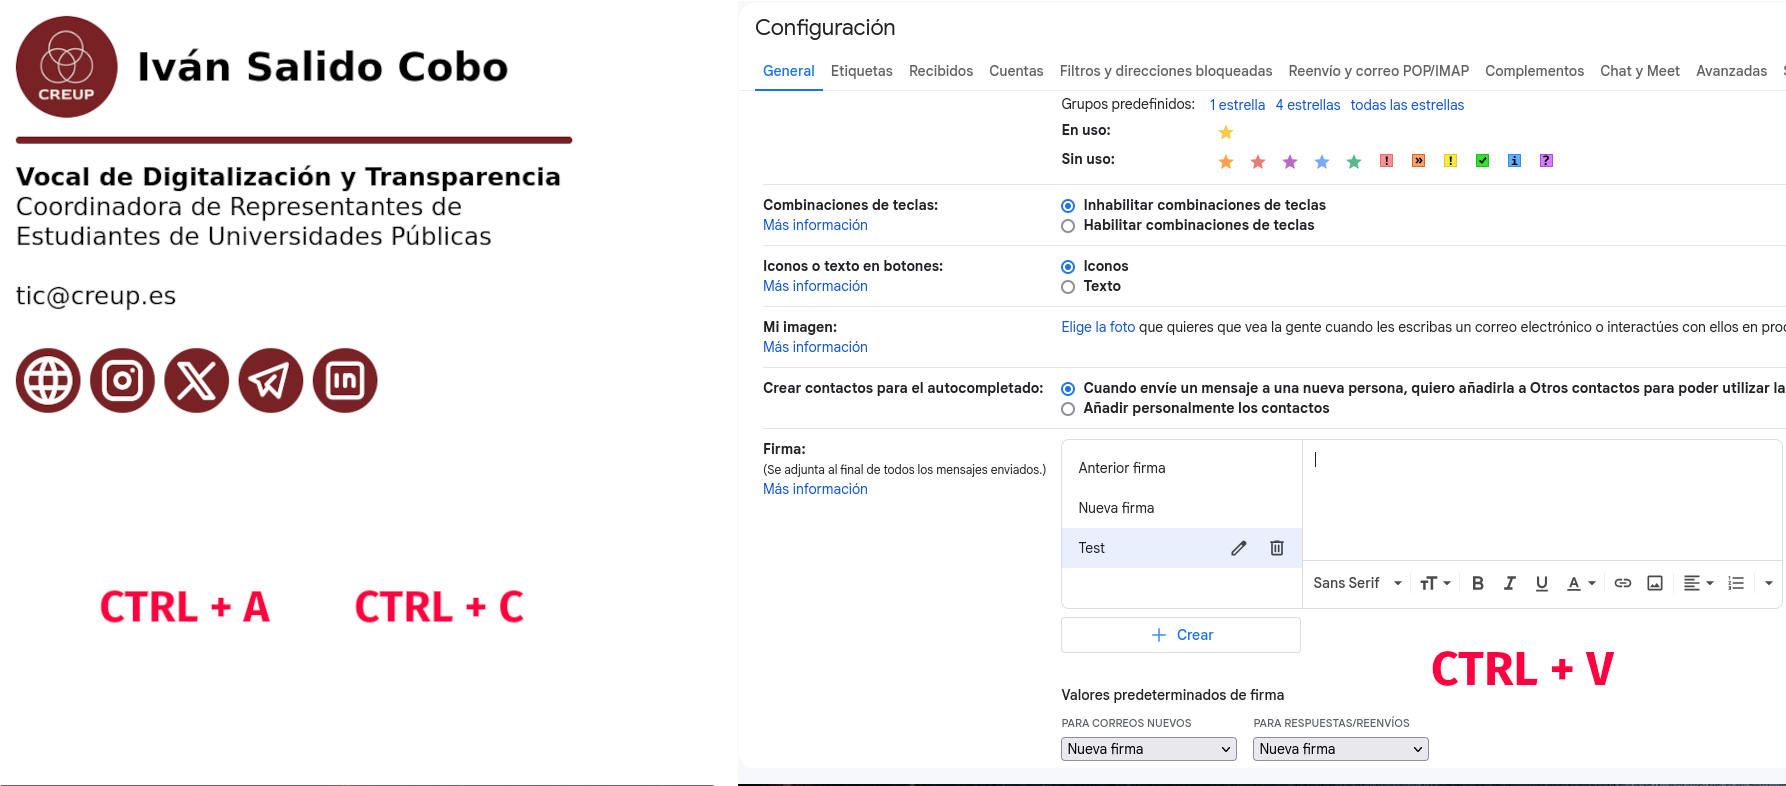 CREUP
Iván Salido Cobo
Vocal de Digitalización y Transparencia
Coordinadora de Representantes de
Estudiantes de Universidades Públicas
tic@creup.es
CTRL + A CTRL + C
Configuración
General Etiquetas Recibidos Cuentas Filtros y direcciones bloqueadas Reenvío y correo POP/IMAP Complementos Chat y Meet Avanzadas
Grupos predefinidos: 1 estrella 4 estrellas todas las estrellas
En uso:
Sin uso:
Combinaciones de teclas:
Más información
Inhabilitar combinaciones de teclas
Habilitar combinaciones de teclas
Iconos o texto en botones:
Más información
Iconos
Texto
Mi imagen:
Más información
Elige la foto que quieres que vea la gente cuando les escribas un correo electrónico o interactúes con ellos en
Crear contactos para el autocompletado:
Cuando envíe un mensaje a una nueva persona, quiero añadirla a Otros contactos para poder utilizar la
Añadir personalmente los contactos
Firma:
(Se adjunta al final de todos los mensajes enviados.)
Más información
Anterior firma
Nueva firma
Test
Sans Serif
Crear
CTRL + V
Valores predeterminados de firma
PARA CORREOS NUEVOS PARA RESPUESTAS/REENVÍOS
Nueva firma Nueva firma